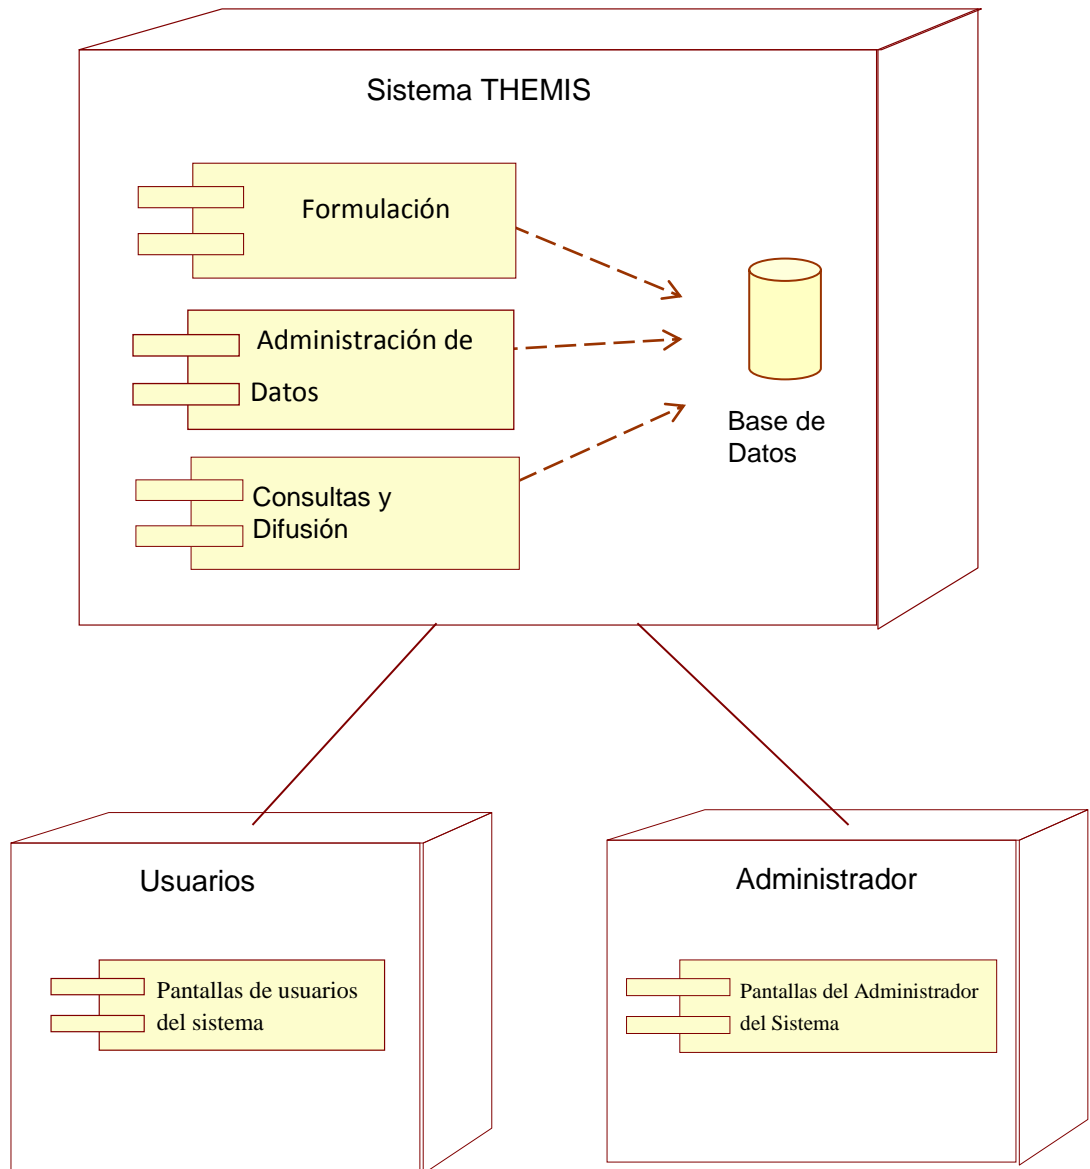 Sistema THEMIS
Formulación
Administración de
Datos
Consultas y
Difusión
Base de
Datos
Usuarios
Pantallas de usuarios
del sistema
Administrador
Pantallas del Administrador
del Sistema